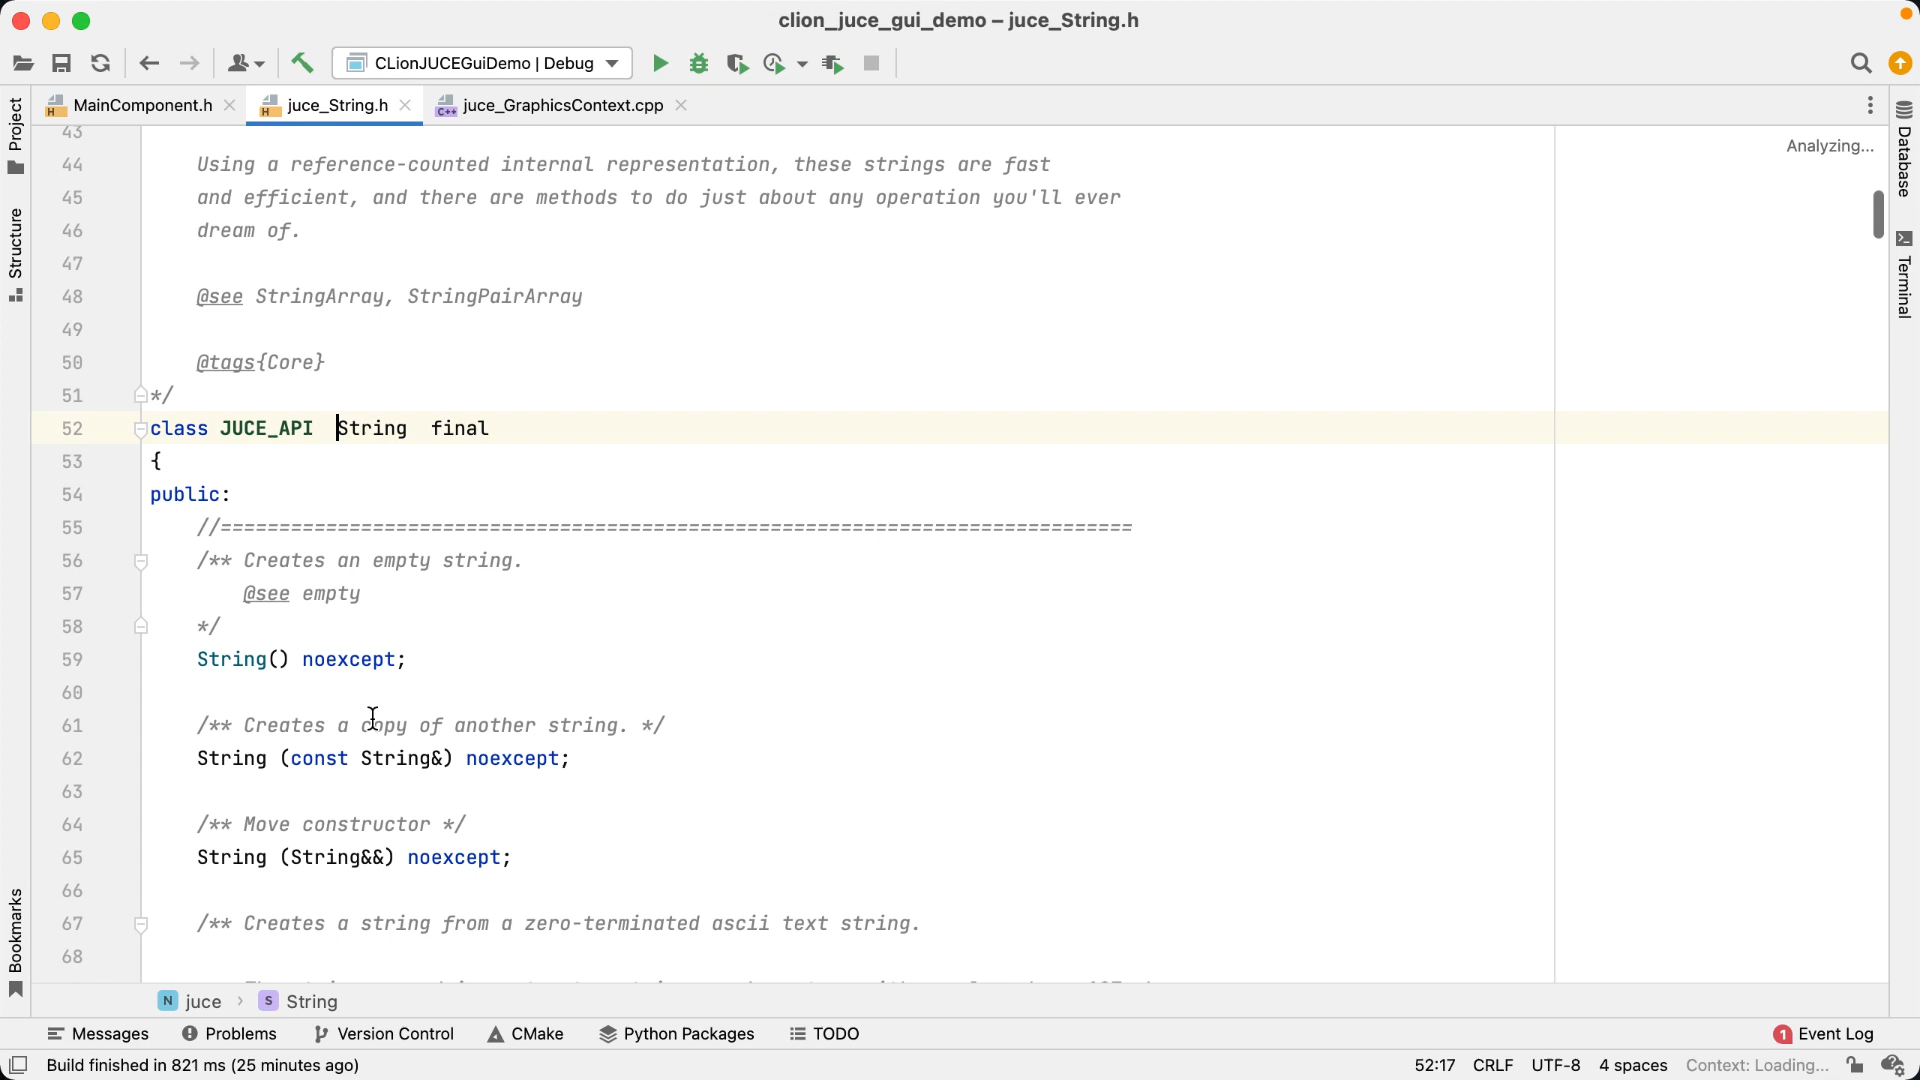 clion_juce_gui_demo – juce_String.h
CLionJUCEGuiDemo | Debug
MainComponent.h
juce_String.h
juce_GraphicsContext.cpp
Project
Structure
Bookmarks
Database
Terminal
Analyzing...
43
44 Using a reference-counted internal representation, these strings are fast
45 and efficient, and there are methods to do just about any operation you'll ever
46 dream of.
47
48 @see StringArray, StringPairArray
49
50 @tags{Core}
51 */
52 class JUCE_API  String  final
53 {
54 public:
55 //==============================================================================
56 /** Creates an empty string.
57 @see empty
58 */
59 String() noexcept;
60
61 /** Creates a copy of another string. */
62 String (const String&) noexcept;
63
64 /** Move constructor */
65 String (String&&) noexcept;
66
67 /** Creates a string from a zero-terminated ascii text string.
68
N juce › S String
Messages
Problems
Version Control
CMake
Python Packages
TODO
1 Event Log
Build finished in 821 ms (25 minutes ago)
52:17 CRLF UTF-8 4 spaces Context: Loading...